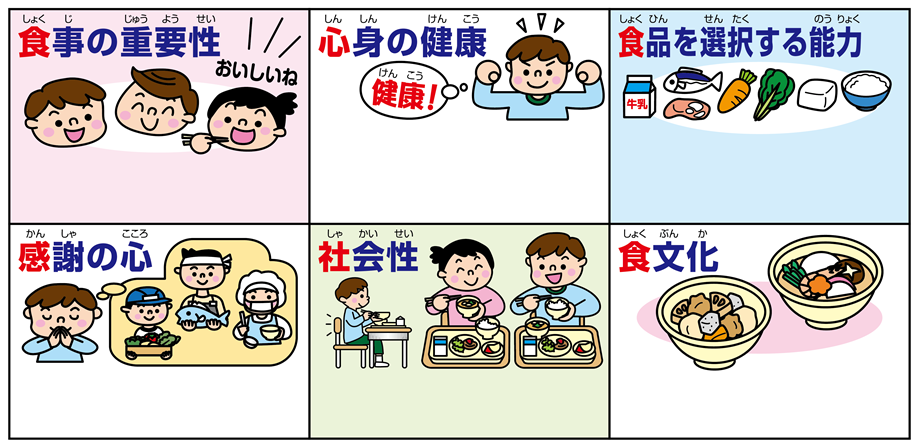 しょく じ じゅう よう せい
食事の重要性
おいしいね
しん しん けん こう
心身の健康
けん こう
健康!
しょく ひん せん たく のう りょく
食品を選択する能力
牛乳
かん しゃ こころ
感謝の心
しゃ かい せい
社会性
しょく ぶん か
食文化